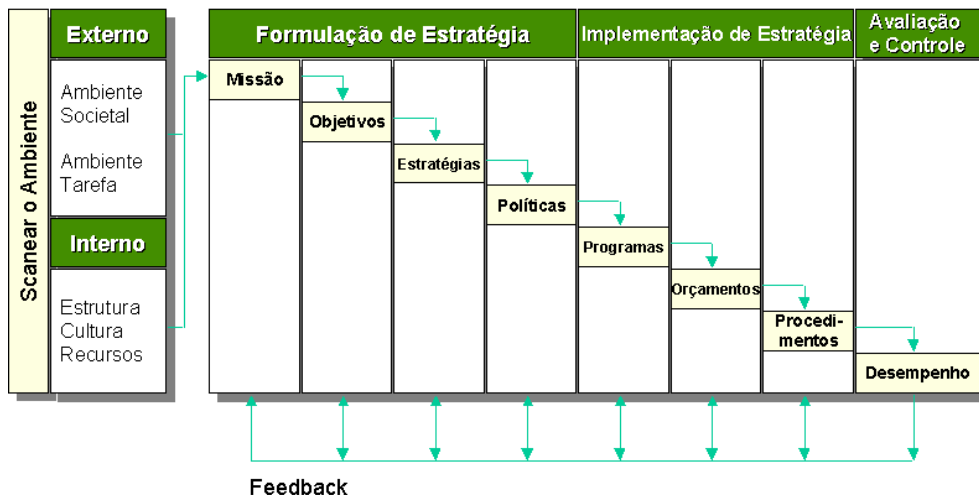 Scanear o Ambiente
Externo
Ambiente
Societal
Ambiente
Tarefa
Interno
Estrutura
Cultura
Recursos
Formulação de Estratégia
Missão
Objetivos
Estratégias
Políticas
Implementação de Estratégia
Programas
Orçamentos
Procedi-
mentos
Avaliação
e Controle
Desempenho
Feedback